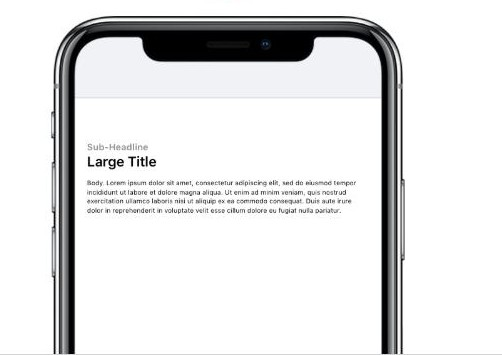 Sub-Headline
Large Title
Body. Lorem ipsum dolor sit amet, consectetur adipiscing elit, sed do eiusmod tempor
incididunt ut labore et dolore magna aliqua. Ut enim ad minim veniam, quis nostrud
exercitation ullamco laboris nisi ut aliquip ex ea commodo consequat. Duis aute irure
dolor in reprehenderit in voluptate velit esse cillum dolore eu fugiat nulla pariatur.